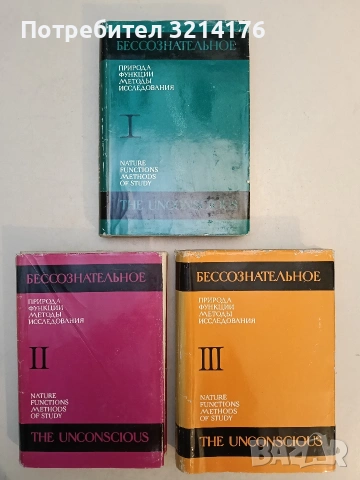 Потребител 3214176...
БЕССОЗНАТЕЛЬНОЕ
ПРИРОДА
ФУНКЦИИ
МЕТОДЫ
ИССЛЕДОВАНИЯ
I
NATURE
FUNCTIONS
METHODS
OF STUDY
THE UNCONSCIOUS
БЕССОЗНАТЕЛЬНОЕ
ПРИРОДА
ФУНКЦИИ
МЕТОДЫ
ИССЛЕДОВАНИЯ
II
NATURE
FUNCTIONS
METHODS
OF STUDY
THE UNCONSCIOUS
БЕССОЗНАТЕЛЬНОЕ
ПРИРОДА
ФУНКЦИИ
МЕТОДЫ
ИССЛЕДОВАНИЯ
III
NATURE
FUNCTIONS
METHODS
OF STUDY
THE UNCONSCIOUS
BAZAR